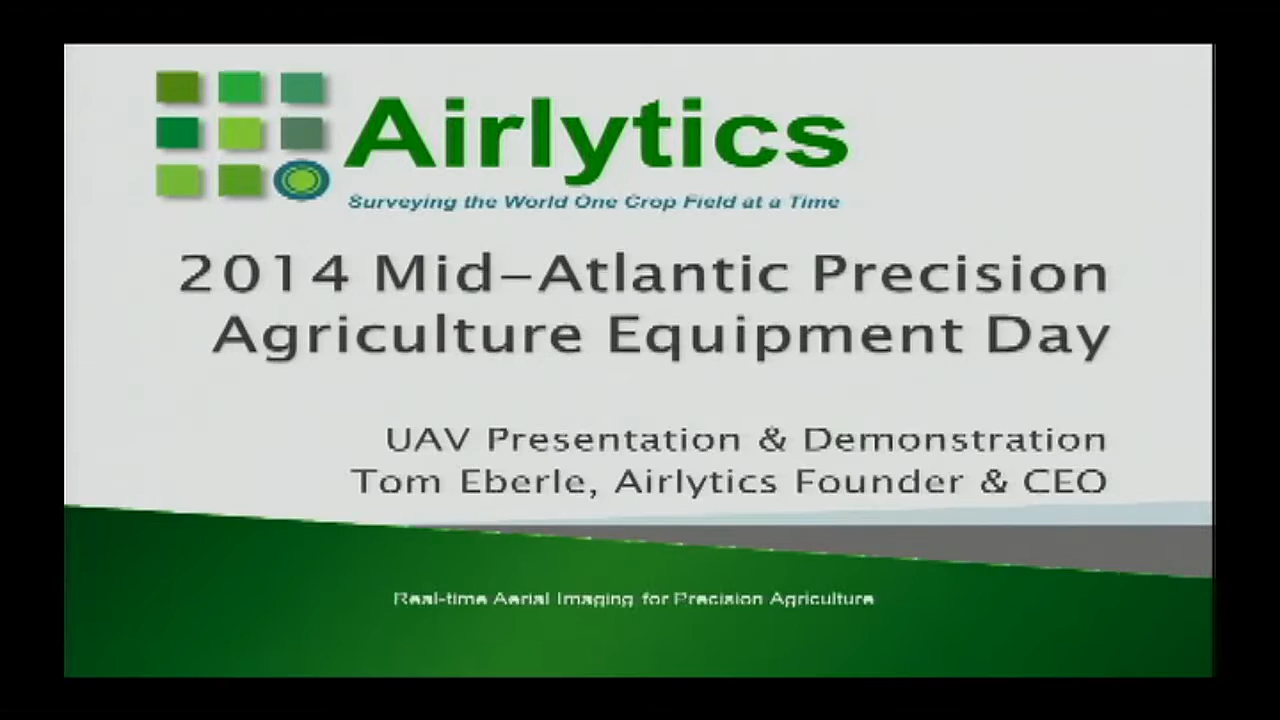 Airlytics
Surveying the World One Crop Field at a Time
2014 Mid-Atlantic Precision
Agriculture Equipment Day
UAV Presentation & Demonstration
Tom Eberle, Airlytics Founder & CEO
Real-time Aerial Imaging for Precision Agriculture